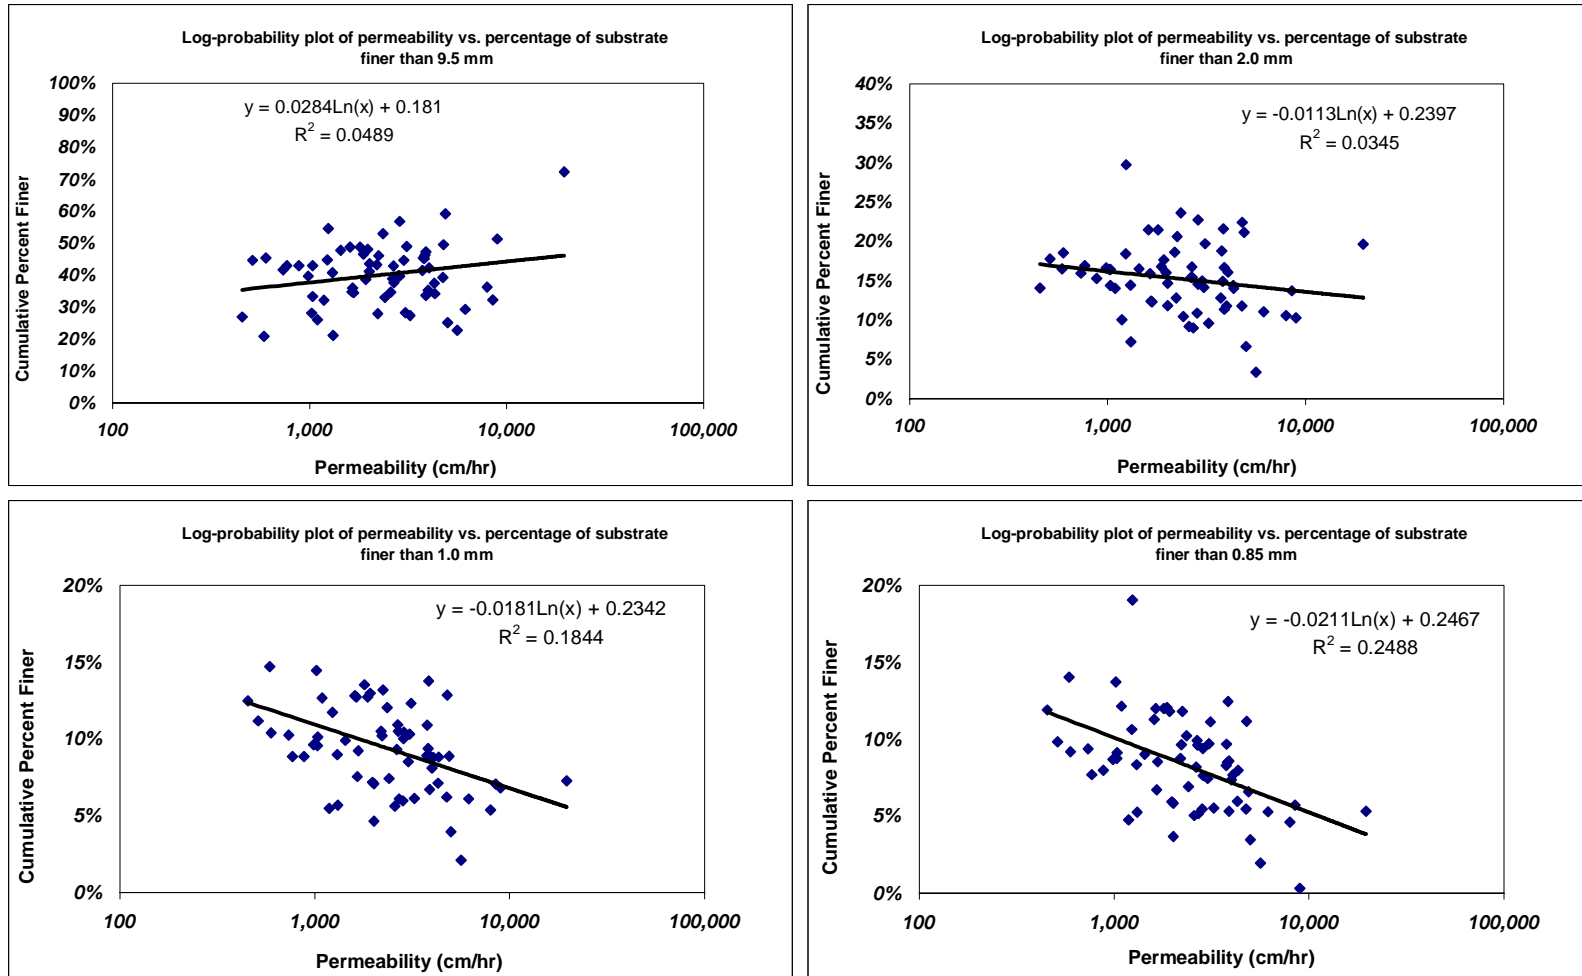 Log-probability plot of permeability vs. percentage of substrate
finer than 9.5 mm
y = 0.0284Ln(x) + 0.181
R² = 0.0489
Cumulative Percent Finer
100%
90%
80%
70%
60%
50%
40%
30%
20%
10%
0%
100
1,000
10,000
100,000
Permeability (cm/hr)
Log-probability plot of permeability vs. percentage of substrate
finer than 2.0 mm
y = -0.0113Ln(x) + 0.2397
R² = 0.0345
Cumulative Percent Finer
40%
35%
30%
25%
20%
15%
10%
5%
0%
100
1,000
10,000
100,000
Permeability (cm/hr)
Log-probability plot of permeability vs. percentage of substrate
finer than 1.0 mm
y = -0.0181Ln(x) + 0.2342
R² = 0.1844
Cumulative Percent Finer
20%
15%
10%
5%
0%
100
1,000
10,000
100,000
Permeability (cm/hr)
Log-probability plot of permeability vs. percentage of substrate
finer than 0.85 mm
y = -0.0211Ln(x) + 0.2467
R² = 0.2488
Cumulative Percent Finer
20%
15%
10%
5%
0%
100
1,000
10,000
100,000
Permeability (cm/hr)